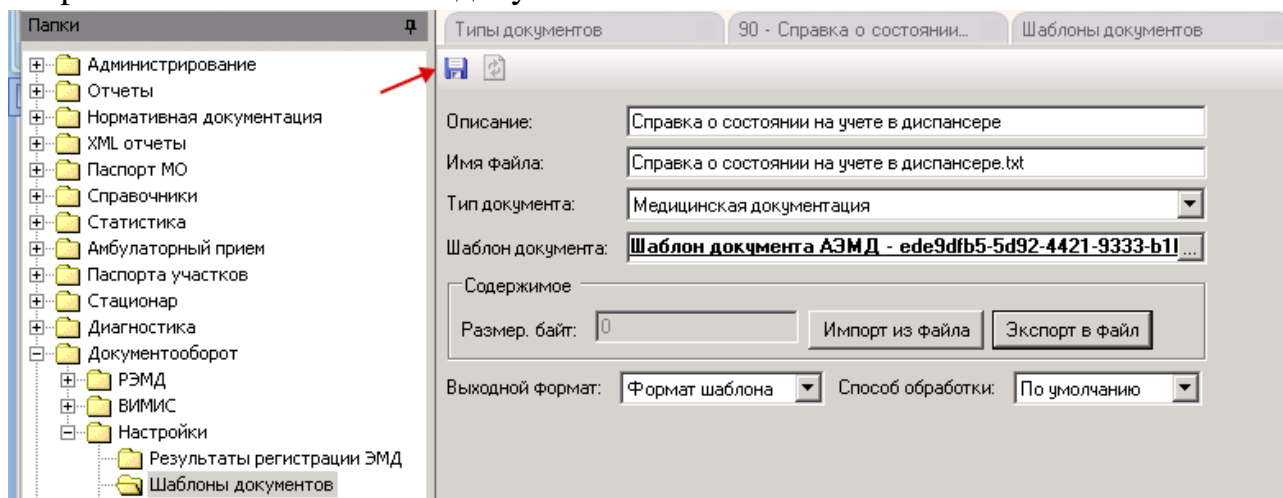 Папки
Администрирование
Отчеты
Нормативная документация
XML отчеты
Паспорт МО
Справочники
Статистика
Амбулаторный прием
Паспорта участков
Стационар
Диагностика
Документооборот
РЭМД
ВИМИС
Настройки
Результаты регистрации ЭМД
Шаблоны документов
Типы документов
90 - Справка о состоянии...
Шаблоны документов
Описание: Справка о состоянии на учете в диспансере
Имя файла: Справка о состоянии на учете в диспансере.txt
Тип документа: Медицинская документация
Шаблон документа: Шаблон документа АЭМД - ede9dfb5-5d92-4421-9333-b1 ...
Содержимое
Размер. байт: 0 Импорт из файла Экспорт в файл
Выходной формат: Формат шаблона Способ обработки: По умолчанию